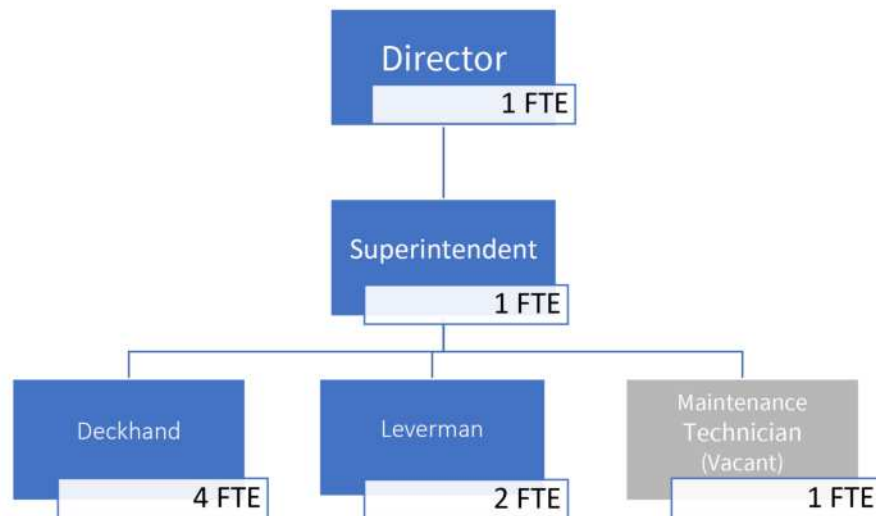 Director
1 FTE
Superintendent
1 FTE
Deckhand
4 FTE
Leverman
2 FTE
Maintenance
Technician
(Vacant)
1 FTE